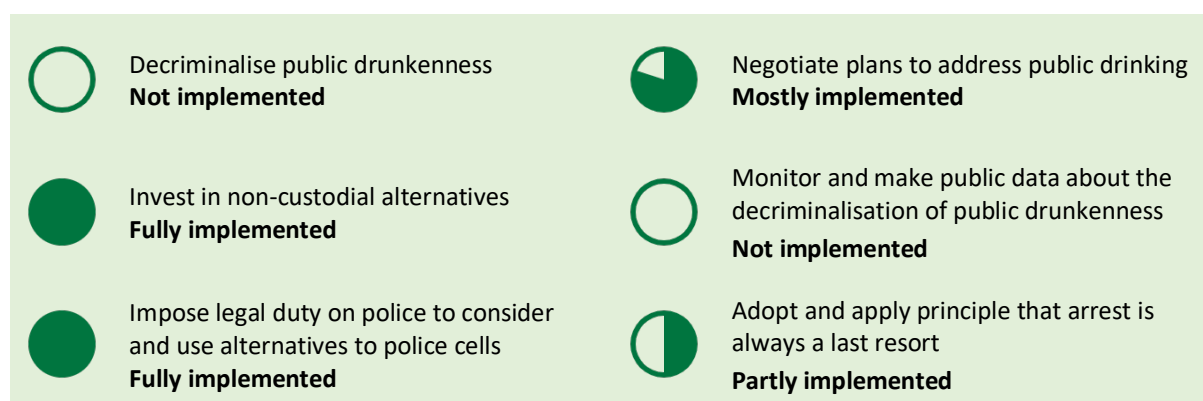 Decriminalise public drunkenness
Not implemented
Invest in non-custodial alternatives
Fully implemented
Impose legal duty on police to consider
and use alternatives to police cells
Fully implemented
Negotiate plans to address public drinking
Mostly implemented
Monitor and make public data about the
decriminalisation of public drunkenness
Not implemented
Adopt and apply principle that arrest is
always a last resort
Partly implemented